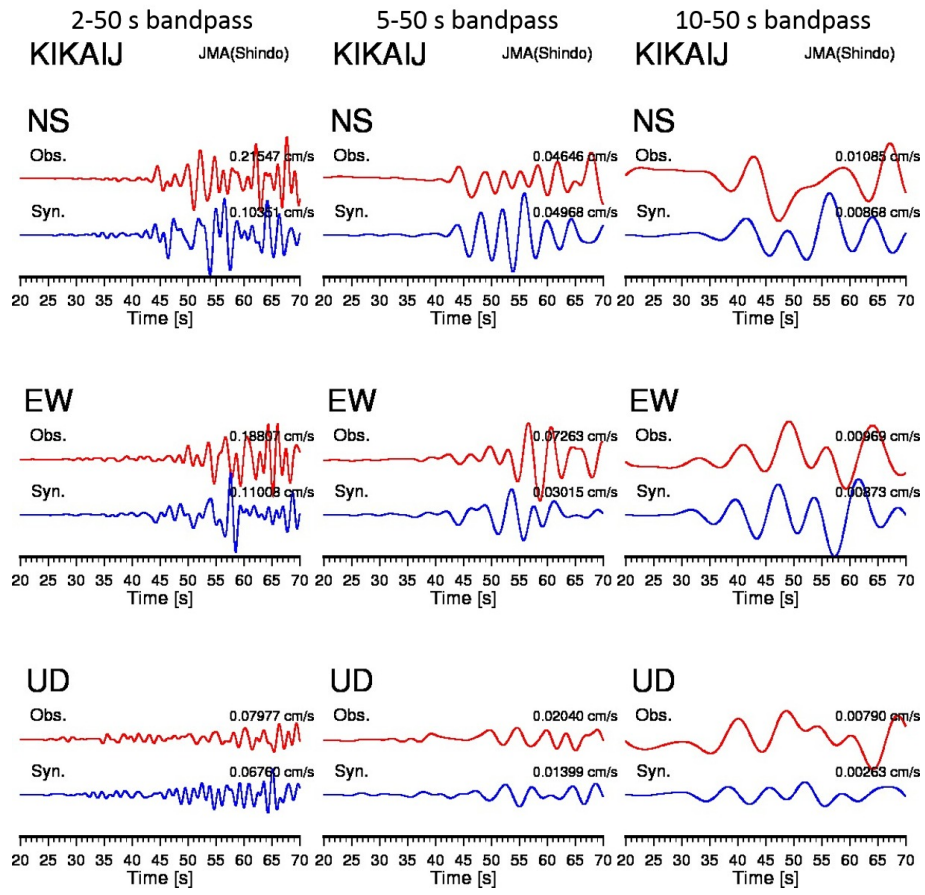 2-50 s bandpass 5-50 s bandpass 10-50 s bandpass
KIKAIJ JMA(Shindo) KIKAIJ JMA(Shindo) KIKAIJ JMA(Shindo)
NS NS NS
Obs. 0.21547 cm/s Obs. 0.04646 cm/s Obs. 0.01085 cm/s
Syn. 0.10351 cm/s Syn. 0.04968 cm/s Syn. 0.00868 cm/s
20 25 30 35 40 45 50 55 60 65 70 20 25 30 35 40 45 50 55 60 65 70 20 25 30 35 40 45 50 55 60 65 70
Time [s] Time [s] Time [s]
EW EW EW
Obs. 0.18807 cm/s Obs. 0.07263 cm/s Obs. 0.00969 cm/s
Syn. cm/s Syn. 0.03015 cm/s Syn. 0.00873 cm/s
20 25 30 35 40 45 50 55 60 65 70 20 25 30 35 40 45 50 55 60 65 70 20 25 30 35 40 45 50 55 60 65 70
Time [s] Time [s] Time [s]
UD UD UD
Obs. 0.07977 cm/s Obs. 0.02040 cm/s Obs. 0.00790 cm/s
Syn. cm/s Syn. 0.01399 cm/s Syn. 0.00263 cm/s
20 25 30 35 40 45 50 55 60 65 70 20 25 30 35 40 45 50 55 60 65 70 20 25 30 35 40 45 50 55 60 65 70
Time [s] Time [s] Time [s]